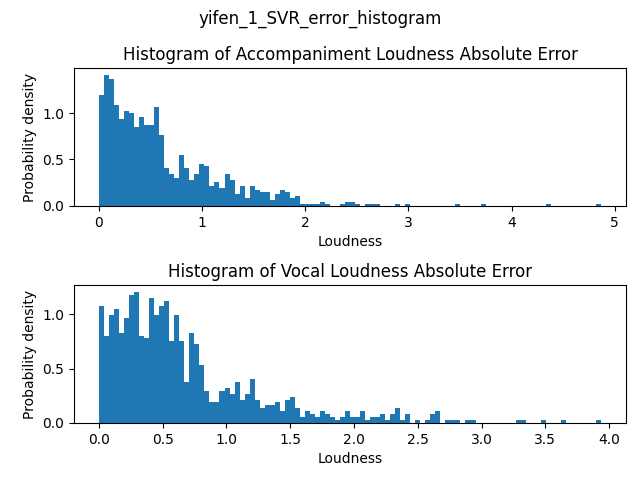 yifen_1_SVR_error_histogram
Histogram of Accompaniment Loudness Absolute Error
Probability density
1.0
0.5
0.0
0 1 2 3 4 5
Loudness
Histogram of Vocal Loudness Absolute Error
Probability density
1.0
0.5
0.0
0.0 0.5 1.0 1.5 2.0 2.5 3.0 3.5 4.0
Loudness